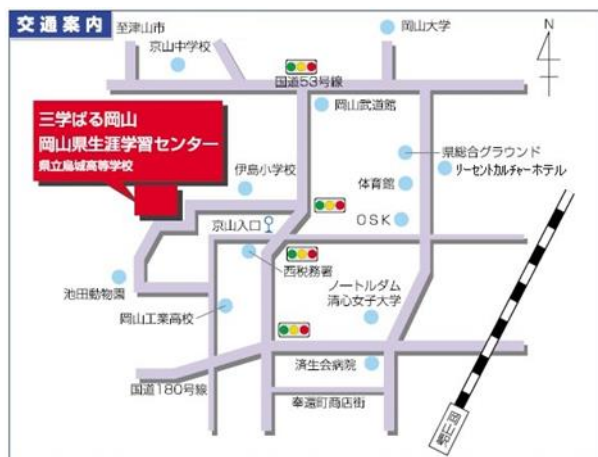 交通案内
至津山市
京山中学校
岡山大学
N
国道53号線
岡山武道館
三学ぱる岡山
岡山県生涯学習センター
県立烏城高等学校
伊島小学校
県総合グラウンド
体育館
リーセントカルチャーホテル
京山入口
OSK
西税務署
池田動物園
ノートルダム
清心女子大学
岡山工業高校
済生会病院
国道180号線
奉還町商店街
岡山駅